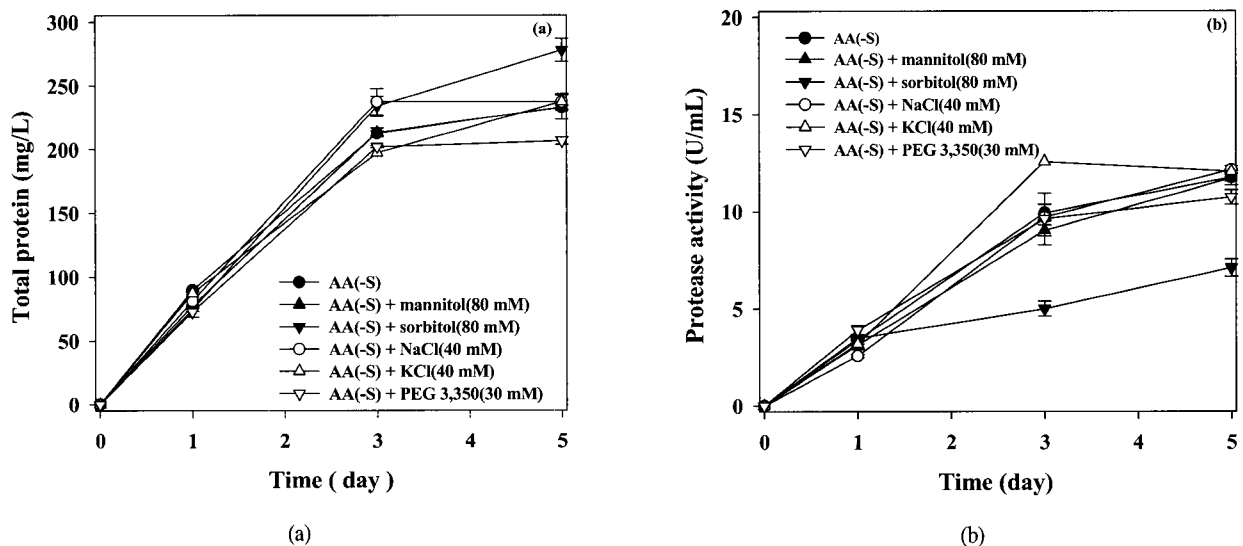 (a)
Total protein (mg/L)
300
250
200
150
100
50
0
AA(-S)
AA(-S) + mannitol(80 mM)
AA(-S) + sorbitol(80 mM)
AA(-S) + NaCl(40 mM)
AA(-S) + KCl(40 mM)
AA(-S) + PEG 3,350(30 mM)
0 1 2 3 4 5
Time ( day )
(a)
(b)
Protease activity (U/mL)
20
15
10
5
0
AA(-S)
AA(-S) + mannitol(80 mM)
AA(-S) + sorbitol(80 mM)
AA(-S) + NaCl(40 mM)
AA(-S) + KCl(40 mM)
AA(-S) + PEG 3,350(30 mM)
0 1 2 3 4 5
Time (day)
(b)